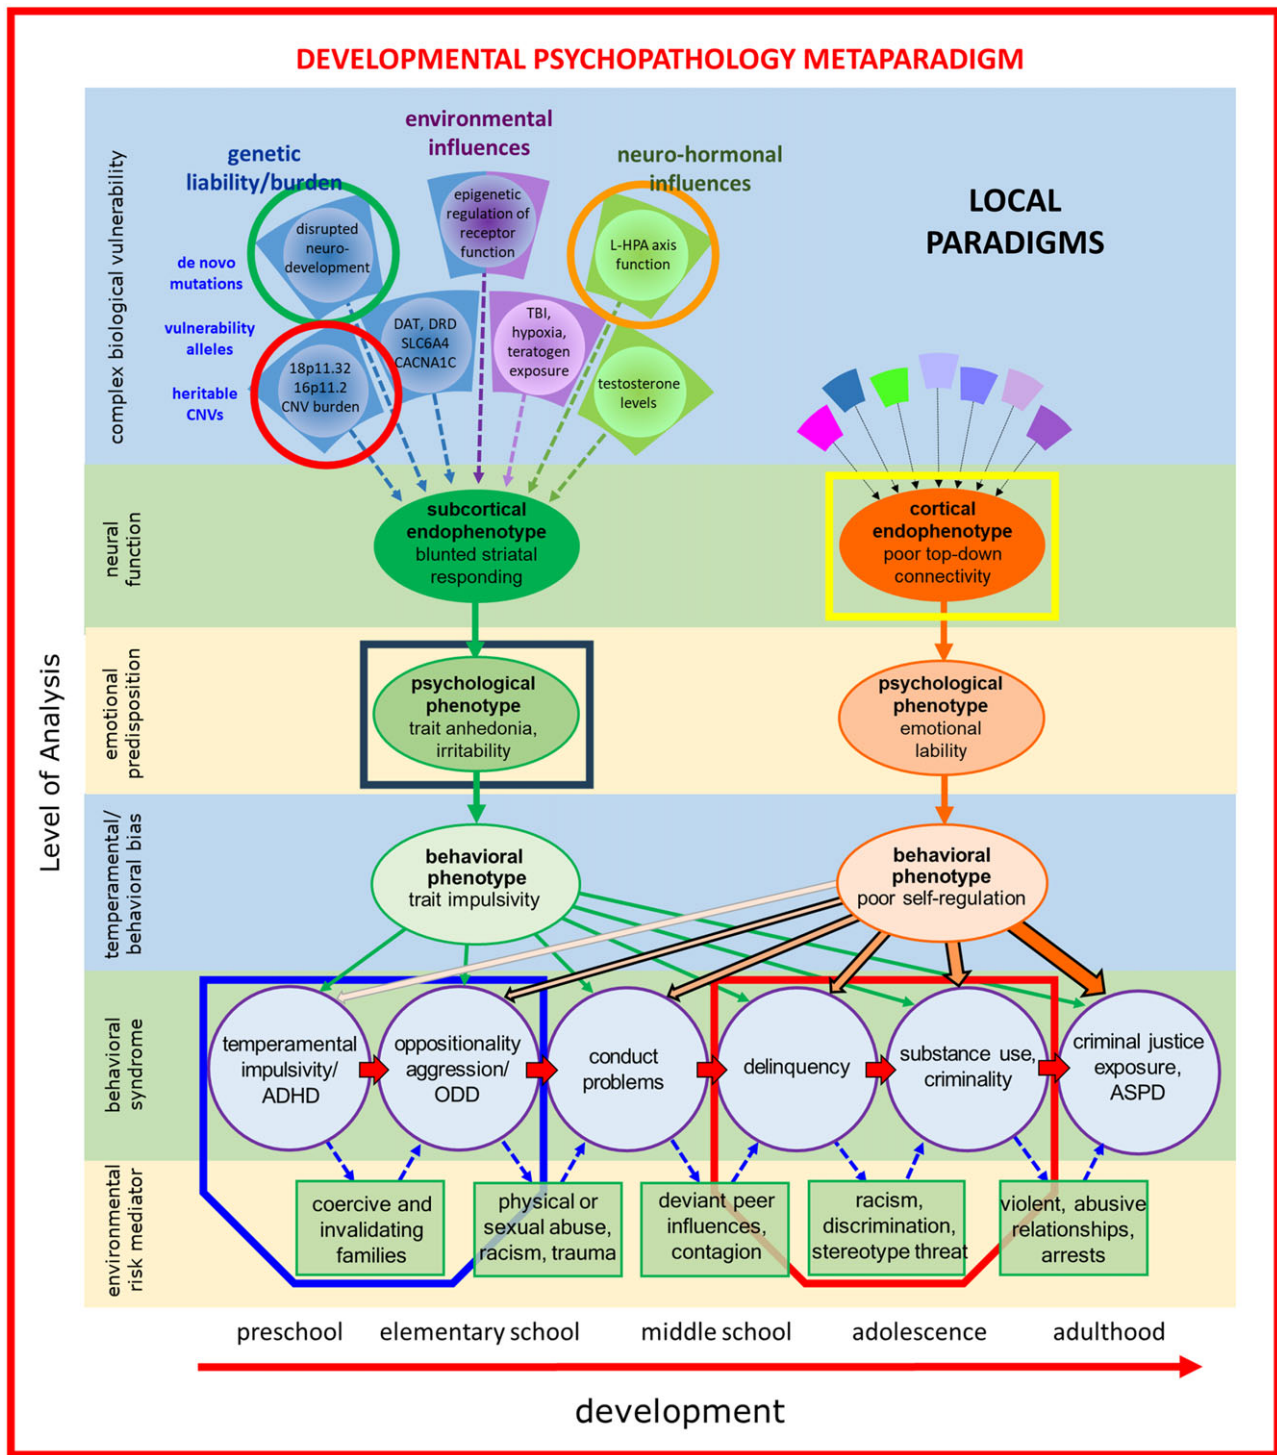 DEVELOPMENTAL PSYCHOPATHOLOGY METAPARADIGM
Level of Analysis
complex biological vulnerability
genetic
liability/burden
environmental
influences
neuro-hormonal
influences
LOCAL
PARADIGMS
de novo
mutations
vulnerability
alleles
heritable
CNVs
disrupted
neuro-
development
epigenetic
regulation of
receptor
function
L-HPA axis
function
18p11.32
16p11.2
CNV burden
DAT, DRD
SLC6A4
CACNA1C
TBI,
hypoxia,
teratogen
exposure
testosterone
levels
neural
function
subcortical
endophenotype
blunted striatal
responding
cortical
endophenotype
poor top-down
connectivity
emotional
predisposition
psychological
phenotype
trait anhedonia,
irritability
psychological
phenotype
emotional
lability
temperamental/
behavioral bias
behavioral
phenotype
trait impulsivity
behavioral
phenotype
poor self-regulation
behavioral
syndrome
temperamental
impulsivity/
ADHD
oppositionality
aggression/
ODD
conduct
problems
delinquency
substance use,
criminality
criminal justice
exposure,
ASPD
environmental
risk mediator
coercive and
invalidating
families
physical or
sexual abuse,
racism, trauma
deviant peer
influences,
contagion
racism,
discrimination,
stereotype threat
violent, abusive
relationships,
arrests
preschool
elementary school
middle school
adolescence
adulthood
development